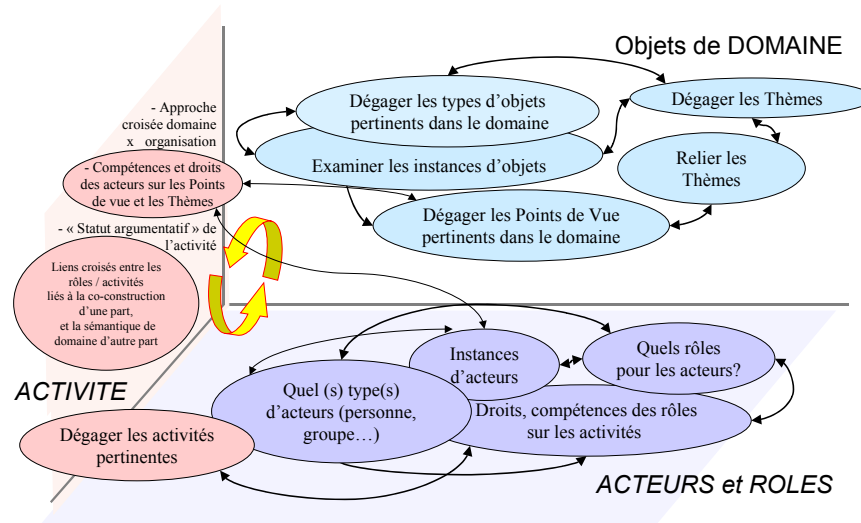 Objets de DOMAINE
Dégager les types d'objets
pertinents dans le domaine
Dégager les Thèmes
Examiner les instances d'objets
Relier les
Thèmes
Dégager les Points de Vue
pertinents dans le domaine
- Approche
croisée domaine
x organisation
- Compétences et droits
des acteurs sur les Points
de vue et les Thèmes
- « Statut argumentatif » de
l'activité
Liens croisés entre les
rôles / activités
liés à la co-construction
d'une part,
et la sémantique de
domaine d'autre part
ACTIVITE
Dégager les activités
pertinentes
Instances
d'acteurs
Quels rôles
pour les acteurs?
Quel (s) type(s)
d'acteurs (personne,
groupe…)
Droits, compétences des rôles
sur les activités
ACTEURS et ROLES